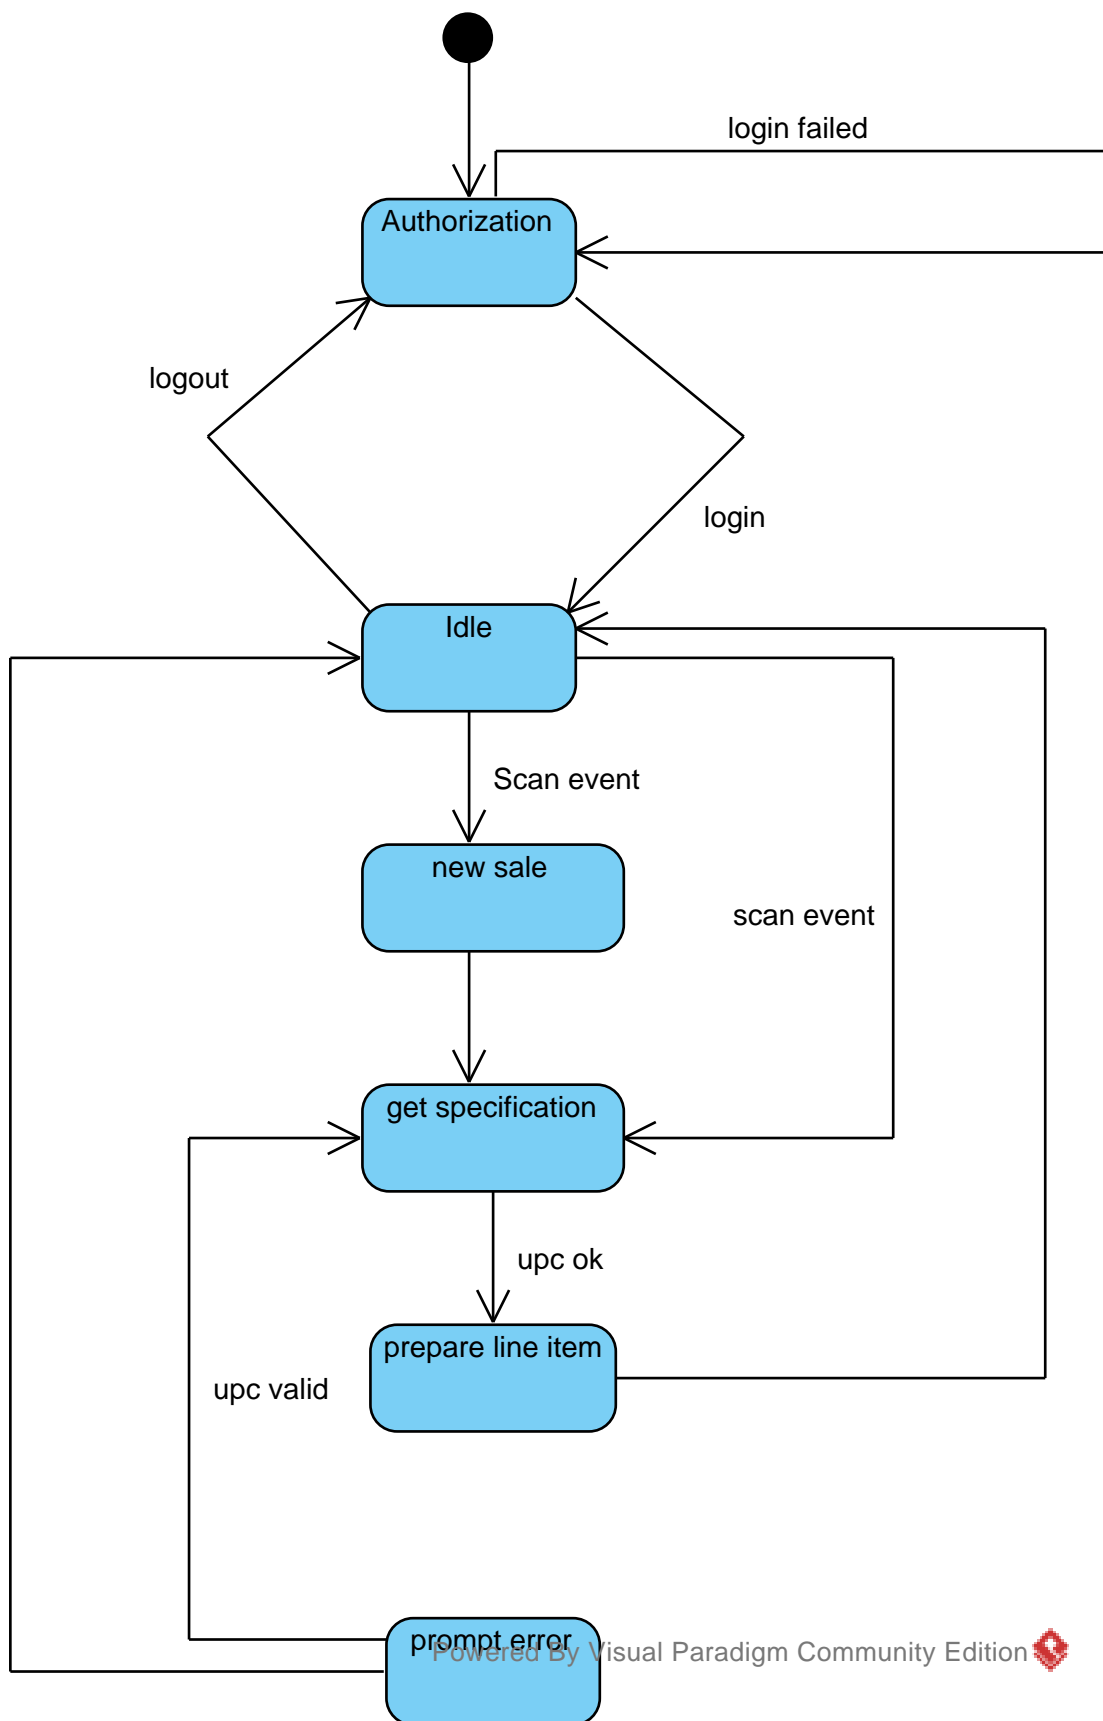 login failed
Authorization
logout
login
Idle
Scan event
new sale
scan event
get specification
upc ok
prepare line item
upc valid
prompt error
Powered By Visual Paradigm Community Edition